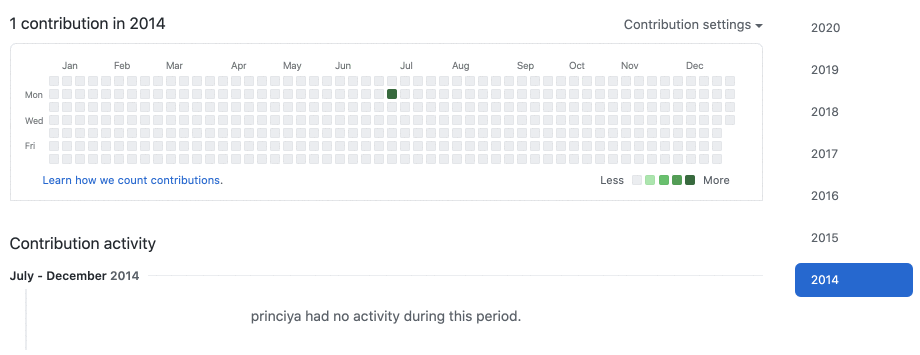 1 contribution in 2014
Contribution settings
Jan Feb Mar Apr May Jun Jul Aug Sep Oct Nov Dec
Mon
Wed
Fri
Learn how we count contributions.
Less More
Contribution activity
July - December 2014
princiya had no activity during this period.
2020
2019
2018
2017
2016
2015
2014